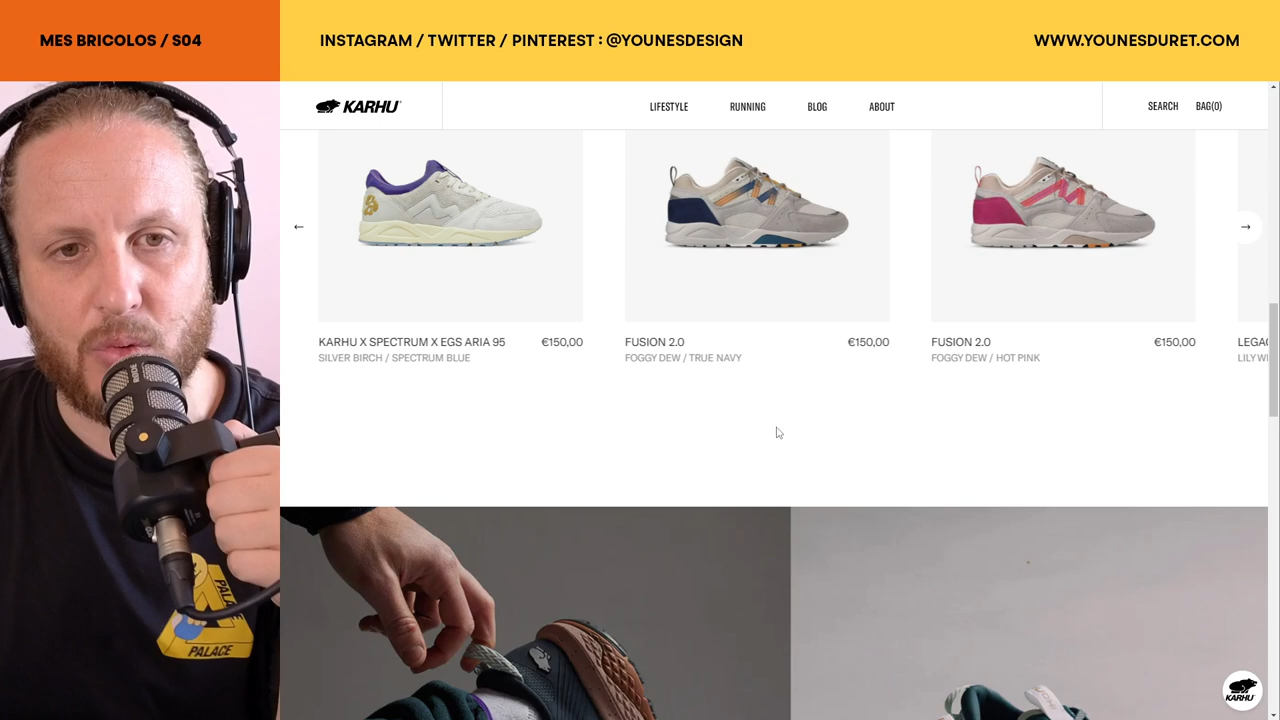 MES BRICOLOS / S04
INSTAGRAM / TWITTER / PINTEREST : @YOUNESDESIGN
WWW.YOUNESDURET.COM
KARHU
LIFESTYLE
RUNNING
BLOG
ABOUT
SEARCH
BAG(0)
←
→
KARHU X SPECTRUM X EGS ARIA 95
€150,00
SILVER BIRCH / SPECTRUM BLUE
FUSION 2.0
€150,00
FOGGY DEW / TRUE NAVY
FUSION 2.0
€150,00
FOGGY DEW / HOT PINK
RODE
PALACE
KARHU